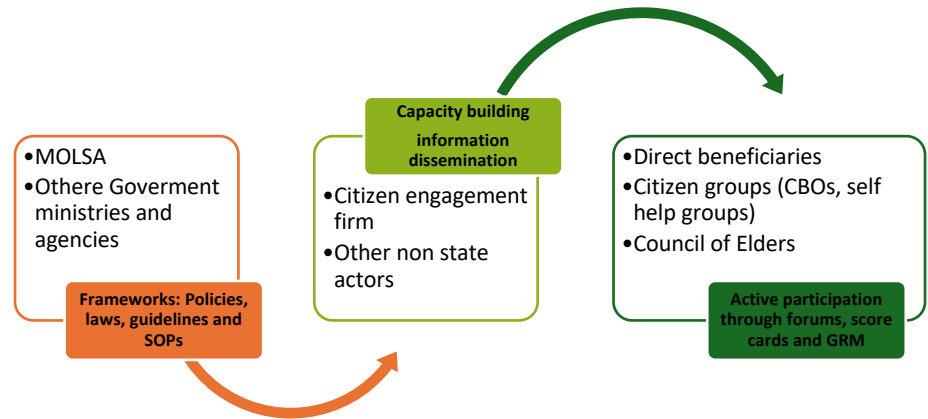 •MOLSA
•Othere Goverment
ministries and
agencies
Frameworks: Policies,
laws, guidelines and
SOPs
Capacity building
information
dissemination
•Citizen engagement
firm
•Other non state
actors
•Direct beneficiaries
•Citizen groups (CBOs, self
help groups)
•Council of Elders
Active participation
through forums, score
cards and GRM